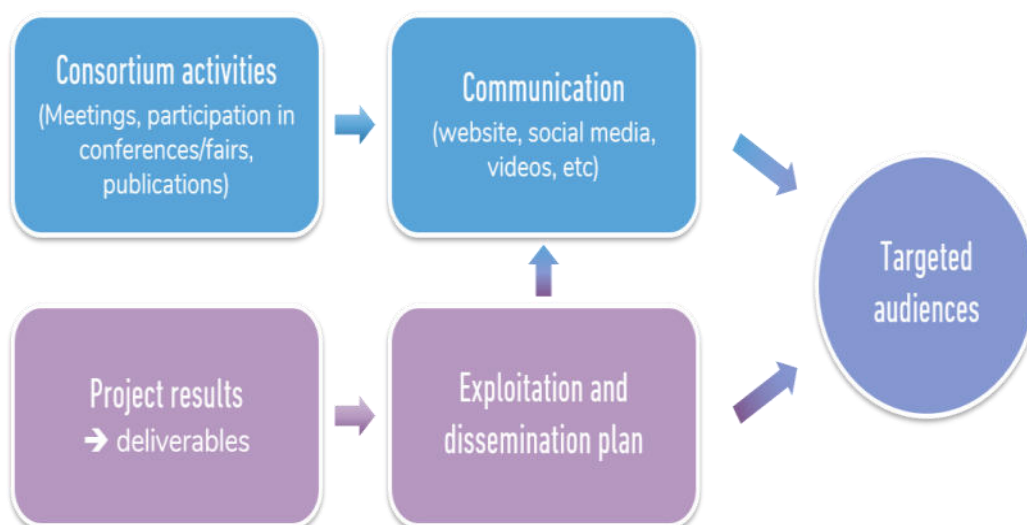 Consortium activities
(Meetings, participation in
conferences/fairs,
publications)
Communication
(website, social media,
videos, etc)
Targeted
audiences
Project results
➔ deliverables
Exploitation and
dissemination plan